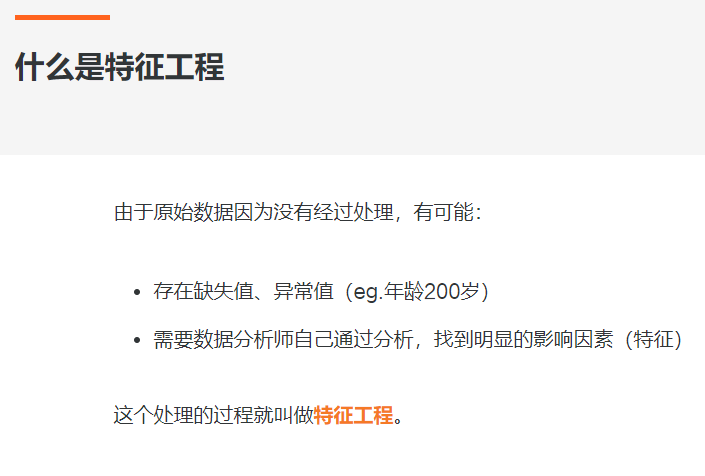 什么是特征工程
由于原始数据因为没有经过处理，有可能：
• 存在缺失值、异常值（eg.年龄200岁）
• 需要数据分析师自己通过分析，找到明显的影响因素（特征）
这个处理的过程就叫做特征工程。